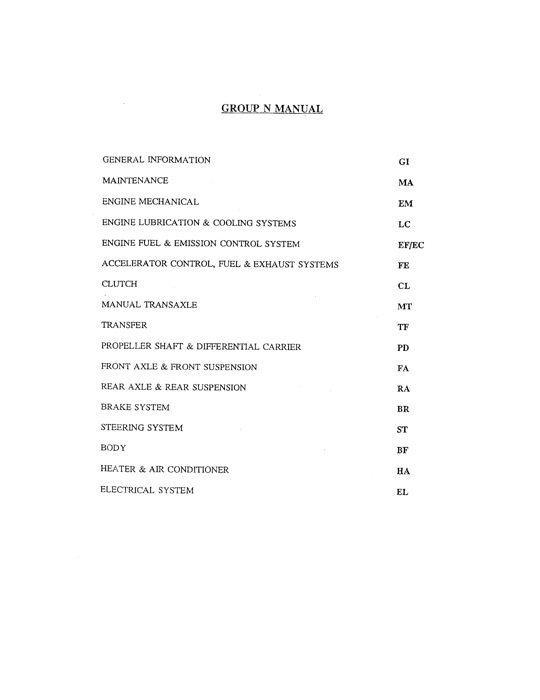 GROUP N MANUAL
GENERAL INFORMATION GI
MAINTENANCE MA
ENGINE MECHANICAL EM
ENGINE LUBRICATION & COOLING SYSTEMS LC
ENGINE FUEL & EMISSION CONTROL SYSTEM EF/EC
ACCELERATOR CONTROL, FUEL & EXHAUST SYSTEMS FE
CLUTCH CL
MANUAL TRANSAXLE MT
TRANSFER TF
PROPELLER SHAFT & DIFFERENTIAL CARRIER PD
FRONT AXLE & FRONT SUSPENSION FA
REAR AXLE & REAR SUSPENSION RA
BRAKE SYSTEM BR
STEERING SYSTEM ST
BODY BF
HEATER & AIR CONDITIONER HA
ELECTRICAL SYSTEM EL